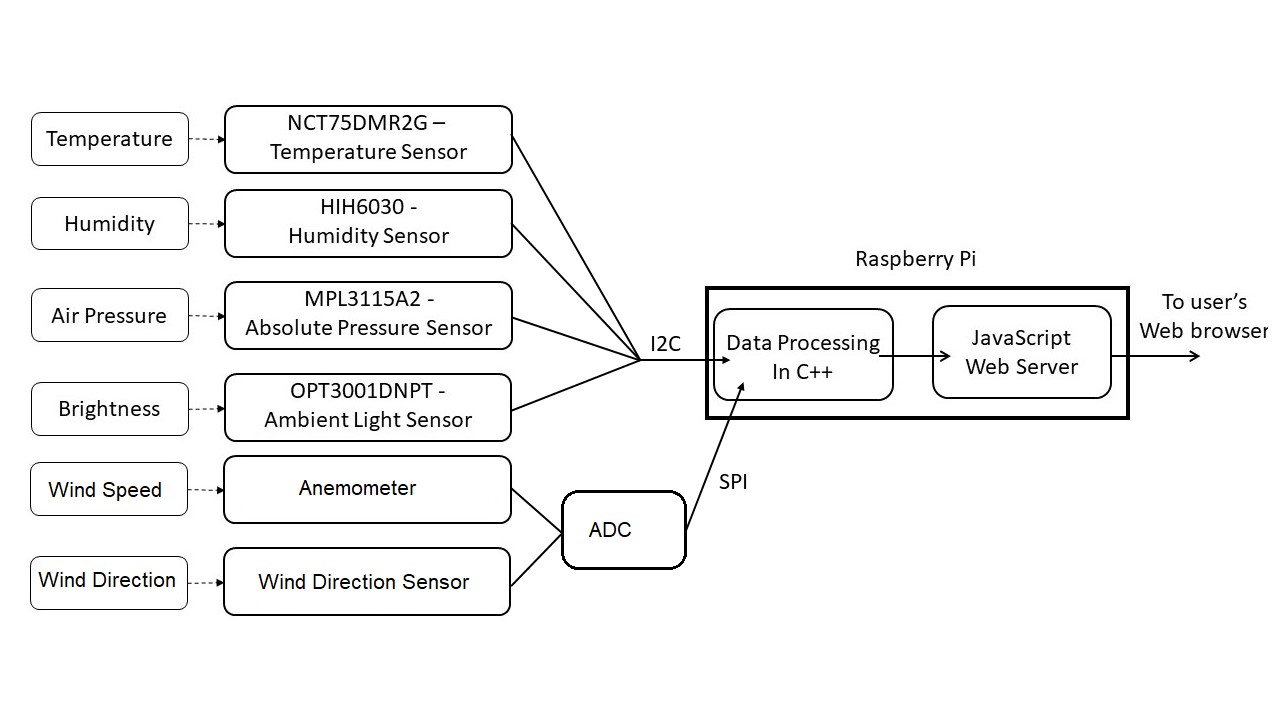 Temperature
NCT75DMR2G –
Temperature Sensor
Humidity
HIH6030 -
Humidity Sensor
Air Pressure
MPL3115A2 -
Absolute Pressure Sensor
Brightness
OPT3001DNPT -
Ambient Light Sensor
Wind Speed
Anemometer
Wind Direction
Wind Direction Sensor
ADC
I2C
SPI
Raspberry Pi
Data Processing
In C++
JavaScript
Web Server
To user’s
Web browser